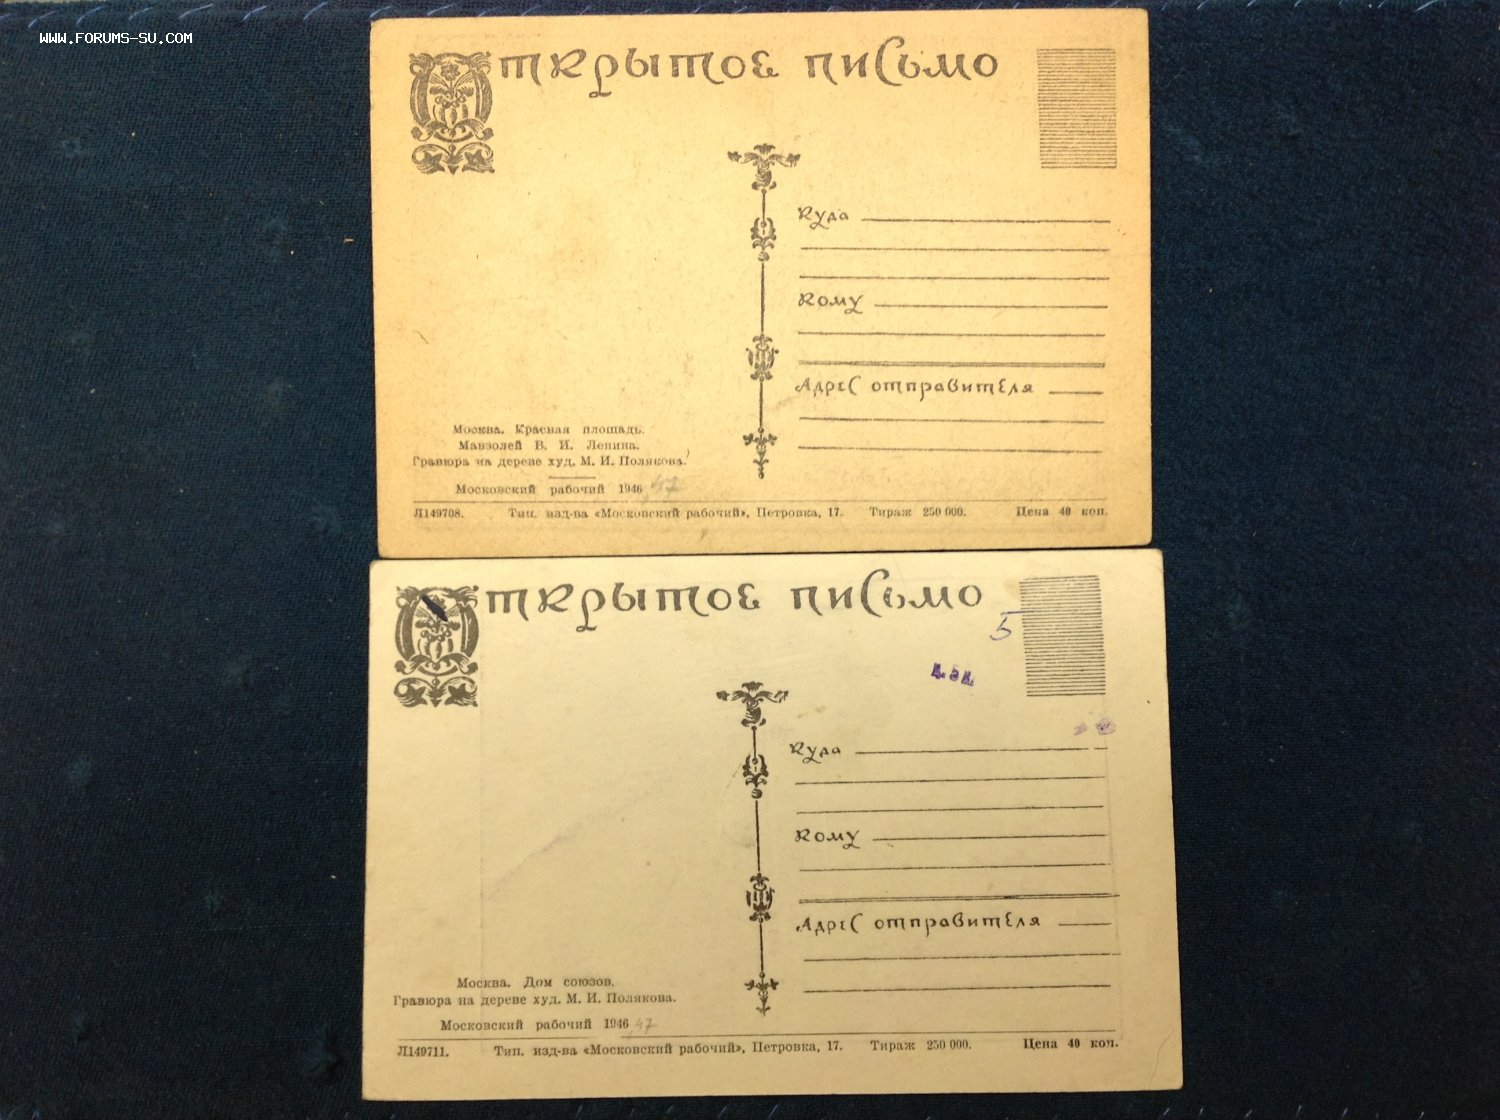 WWW.FORUMS-SU.COM
Открытое письмо
Куда
Кому
Адрес отправителя
Москва. Красная площадь.
Мавзолей В. И. Ленина.
Гравюра на дереве худ. М. И. Полякова.
Московский рабочий 1946 47
Л149708. Тип. изд-ва «Московский рабочий», Петровка, 17. Тираж 250 000. Цена 40 коп.
Открытое письмо
5
Куда
Кому
Адрес отправителя
Москва. Дом союзов.
Гравюра на дереве худ. М. И. Полякова.
Московский рабочий 1946, 47
Л149711. Тип. изд-ва «Московский рабочий», Петровка, 17. Тираж 250 000. Цена 40 коп.